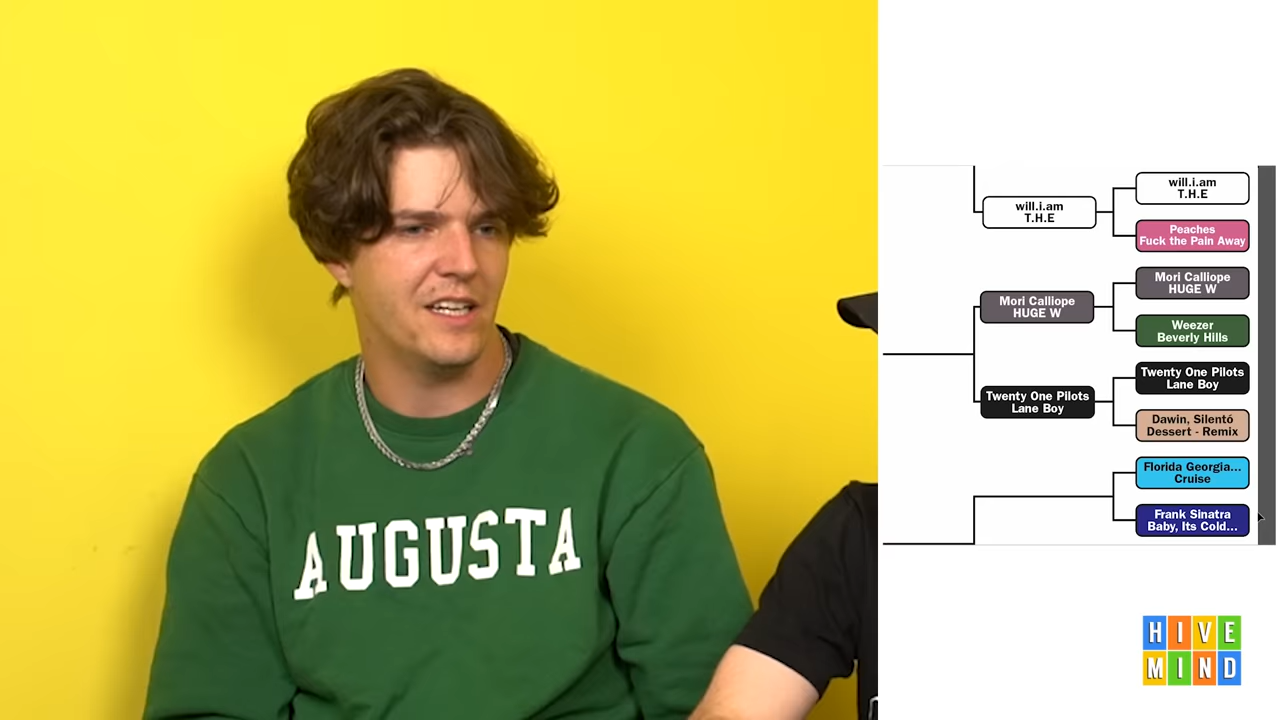 AUGUSTA
will.i.am
T.H.E
will.i.am
T.H.E
Peaches
Fuck the Pain Away
Mori Calliope
HUGE W
Mori Calliope
HUGE W
Weezer
Beverly Hills
Twenty One Pilots
Lane Boy
Twenty One Pilots
Lane Boy
Dawin, Silentó
Dessert - Remix
Florida Georgia...
Cruise
Frank Sinatra
Baby, Its Cold...
HIVE
MIND